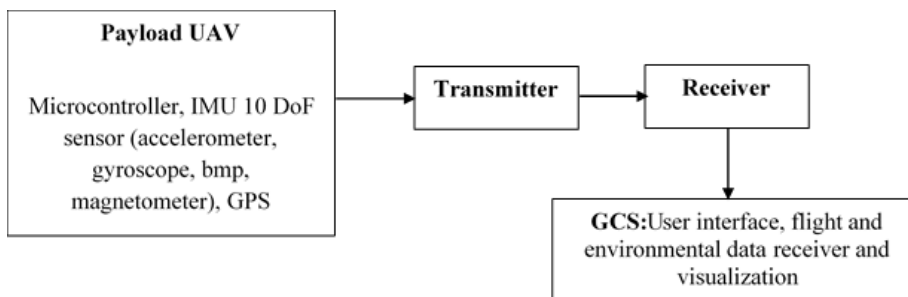 Payload UAV
Microcontroller, IMU 10 DoF
sensor (accelerometer,
gyroscope, bmp,
magnetometer), GPS
Transmitter
Receiver
GCS:User interface, flight and
environmental data receiver and
visualization